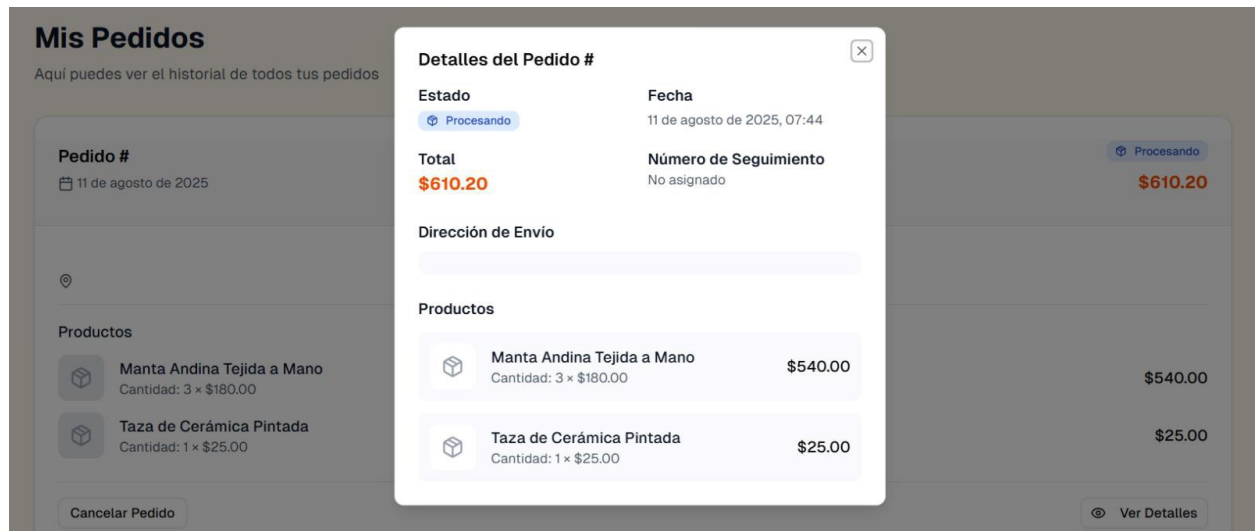 Mis Pedidos
Aquí puedes ver el historial de todos tus pedidos
Pedido #
11 de agosto de 2025
Procesando
$610.20
Productos
Manta Andina Tejida a Mano
Cantidad: 3 × $180.00
$540.00
Taza de Cerámica Pintada
Cantidad: 1 × $25.00
$25.00
Cancelar Pedido
Ver Detalles
Detalles del Pedido #
Estado
Procesando
Fecha
11 de agosto de 2025, 07:44
Total
$610.20
Número de Seguimiento
No asignado
Dirección de Envío
Productos
Manta Andina Tejida a Mano
Cantidad: 3 × $180.00
$540.00
Taza de Cerámica Pintada
Cantidad: 1 × $25.00
$25.00